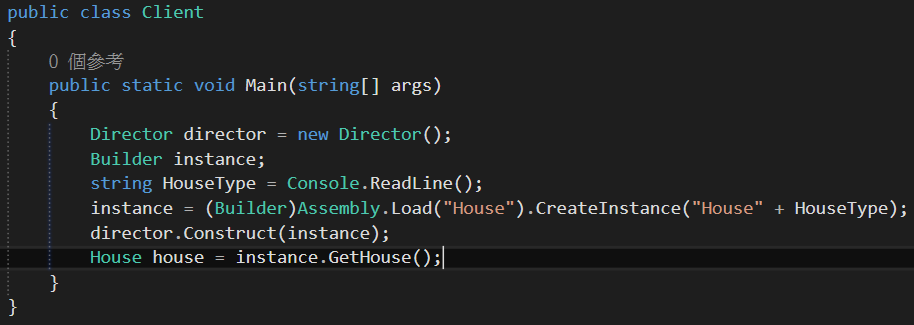 public class Client
{
0 個參考
public static void Main(string[] args)
{
Director director = new Director();
Builder instance;
string HouseType = Console.ReadLine();
instance = (Builder)Assembly.Load("House").CreateInstance("House" + HouseType);
director.Construct(instance);
House house = instance.GetHouse();
}
}